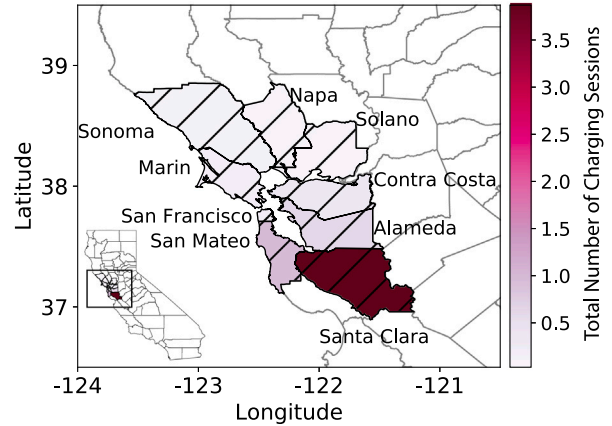 39
38
37
Latitude
-124
-123
-122
-121
Longitude
Napa
Solano
Sonoma
Marin
Contra Costa
San Francisco
Alameda
San Mateo
Santa Clara
3.5
3.0
2.5
2.0
1.5
1.0
0.5
Total Number of Charging Sessions